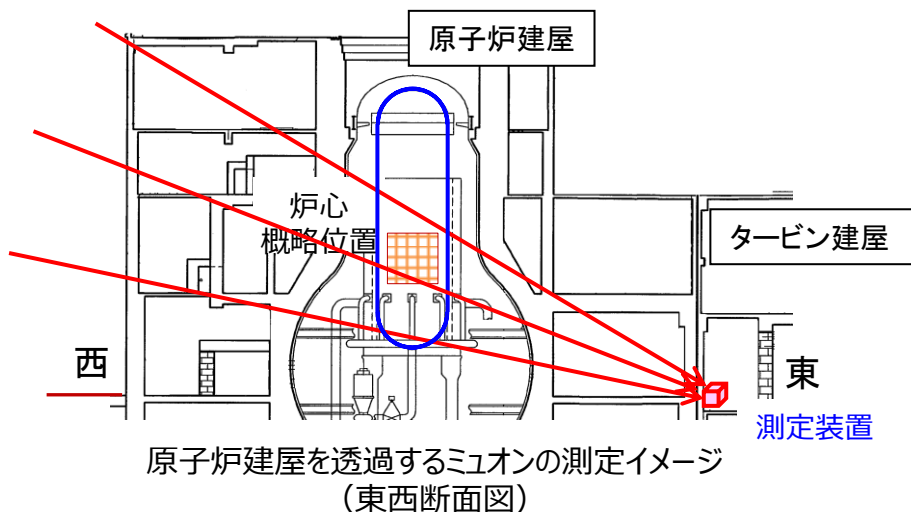 原子炉建屋
炉心
概略位置
タービン建屋
西
東
測定装置
原子炉建屋を透過するミュオンの測定イメージ
（東西断面図）